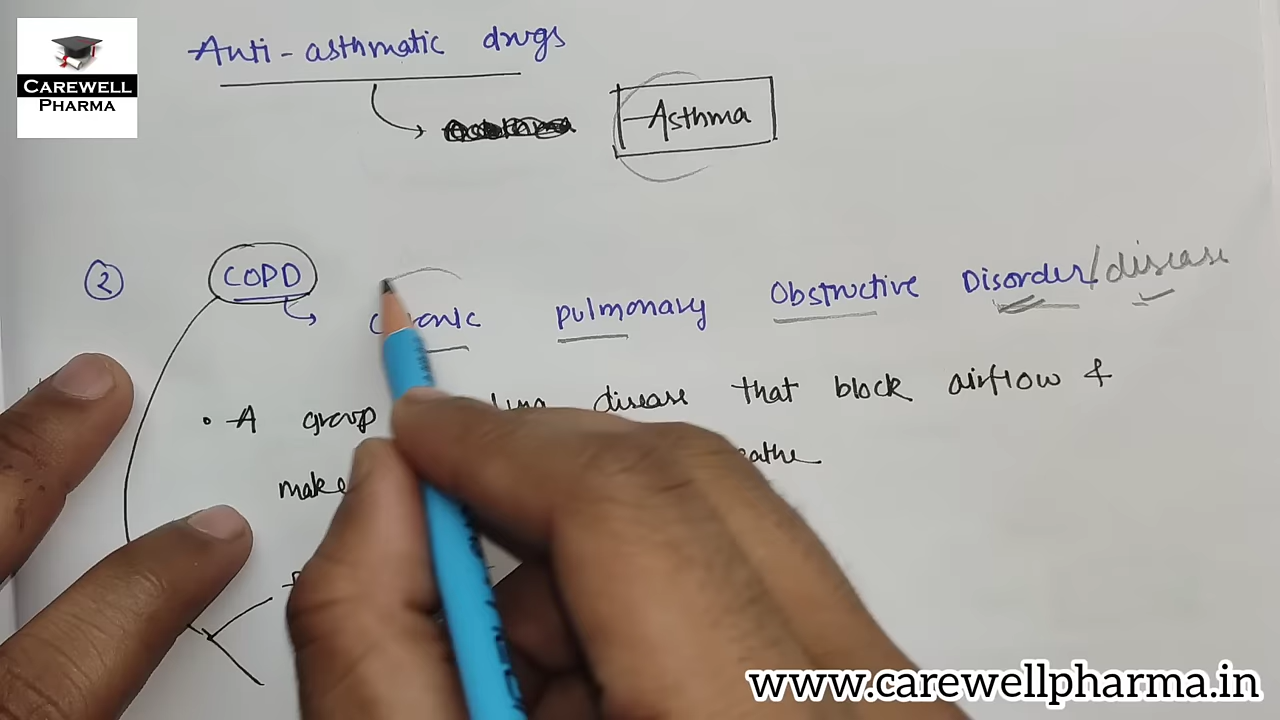 CAREWELL
PHARMA
Anti-asthmatic drugs
Asthma
② COPD pulmonary Obstructive Disorder/disease
• A group disease that block airflow &
make
www.carewellpharma.in